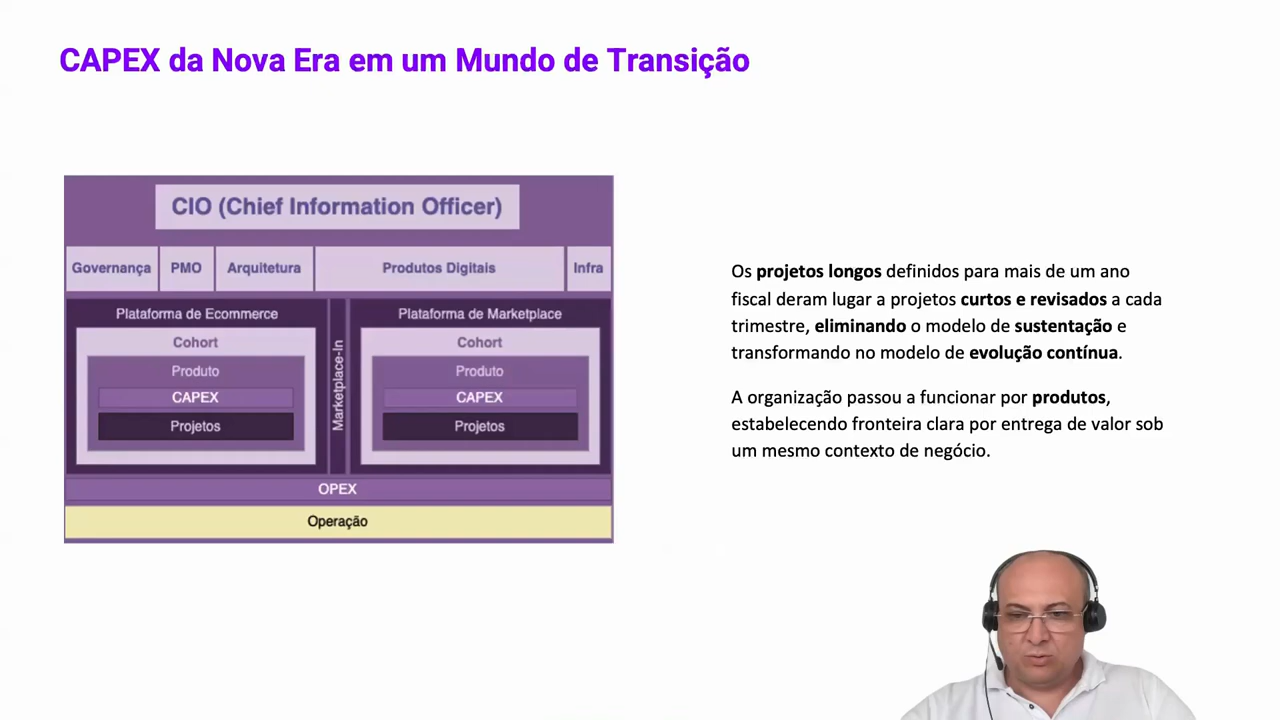 CAPEX da Nova Era em um Mundo de Transição
CIO (Chief Information Officer)
Governança
PMO
Arquitetura
Produtos Digitais
Infra
Plataforma de Ecommerce
Cohort
Produto
CAPEX
Projetos
Marketplace-In
Plataforma de Marketplace
Cohort
Produto
CAPEX
Projetos
OPEX
Operação
Os projetos longos definidos para mais de um ano
fiscal deram lugar a projetos curtos e revisados a cada
trimestre, eliminando o modelo de sustentação e
transformando no modelo de evolução contínua.
A organização passou a funcionar por produtos,
estabelecendo fronteira clara por entrega de valor sob
um mesmo contexto de negócio.